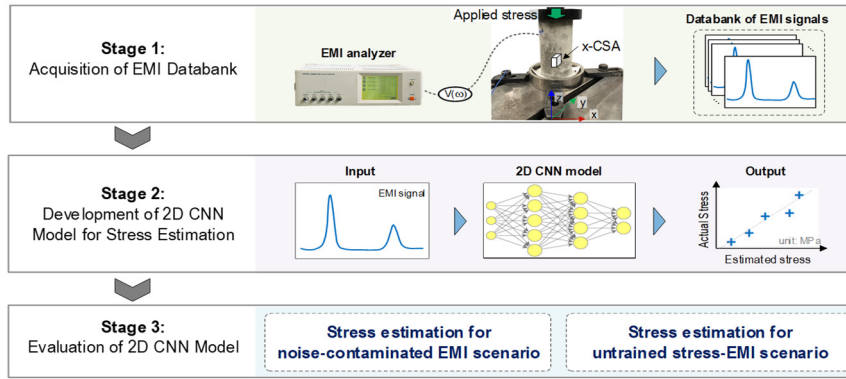 Stage 1:
Acquisition of EMI Databank
EMI analyzer
V(ω)
Applied stress
x-CSA
z
y
x
Databank of EMI signals
Stage 2:
Development of 2D CNN
Model for Stress Estimation
Input
EMI signal
2D CNN model
Output
Actual Stress
unit: MPa
Estimated stress
Stage 3:
Evaluation of 2D CNN Model
Stress estimation for
noise-contaminated EMI scenario
Stress estimation for
untrained stress-EMI scenario